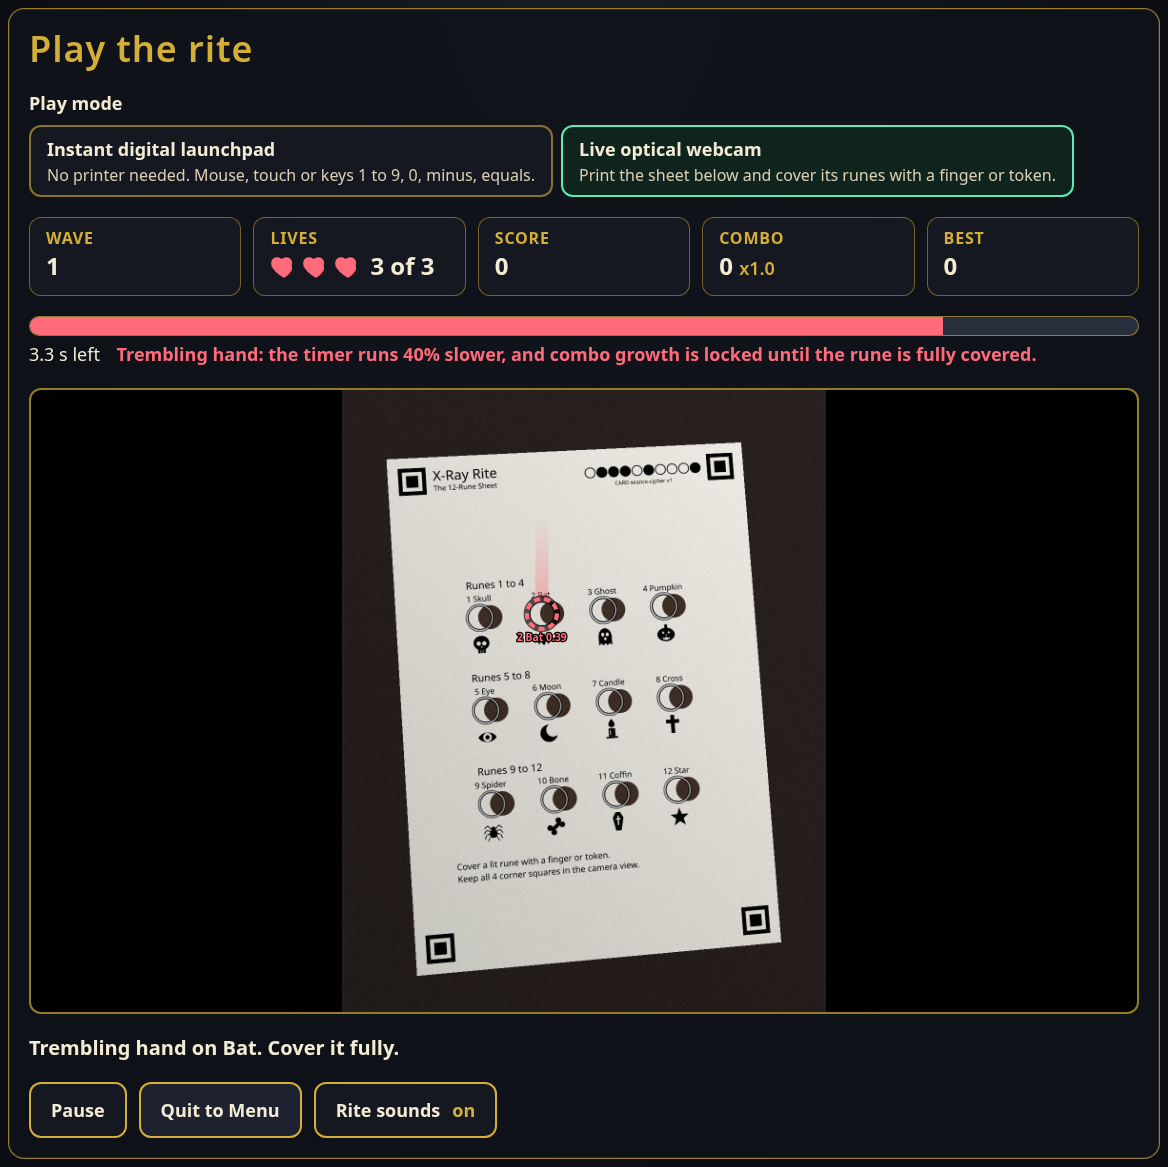 Play the rite
Play mode
Instant digital launchpad
No printer needed. Mouse, touch or keys 1 to 9, 0, minus, equals.
Live optical webcam
Print the sheet below and cover its runes with a finger or token.
WAVE
1
LIVES
3 of 3
SCORE
0
COMBO
0 x1.0
BEST
0
3.3 s left Trembling hand: the timer runs 40% slower, and combo growth is locked until the rune is fully covered.
X-Ray Rite
The 12-Rune Sheet
CARD seance-cipher v1
Runes 1 to 4
1 Skull
2 Bat
3 Ghost
4 Pumpkin
2 Bat 0.39
Runes 5 to 8
5 Eye
6 Moon
7 Candle
8 Cross
Runes 9 to 12
9 Spider
10 Bone
11 Coffin
12 Star
Cover a lit rune with a finger or token.
Keep all 4 corner squares in the camera view.
Trembling hand on Bat. Cover it fully.
Pause
Quit to Menu
Rite sounds on